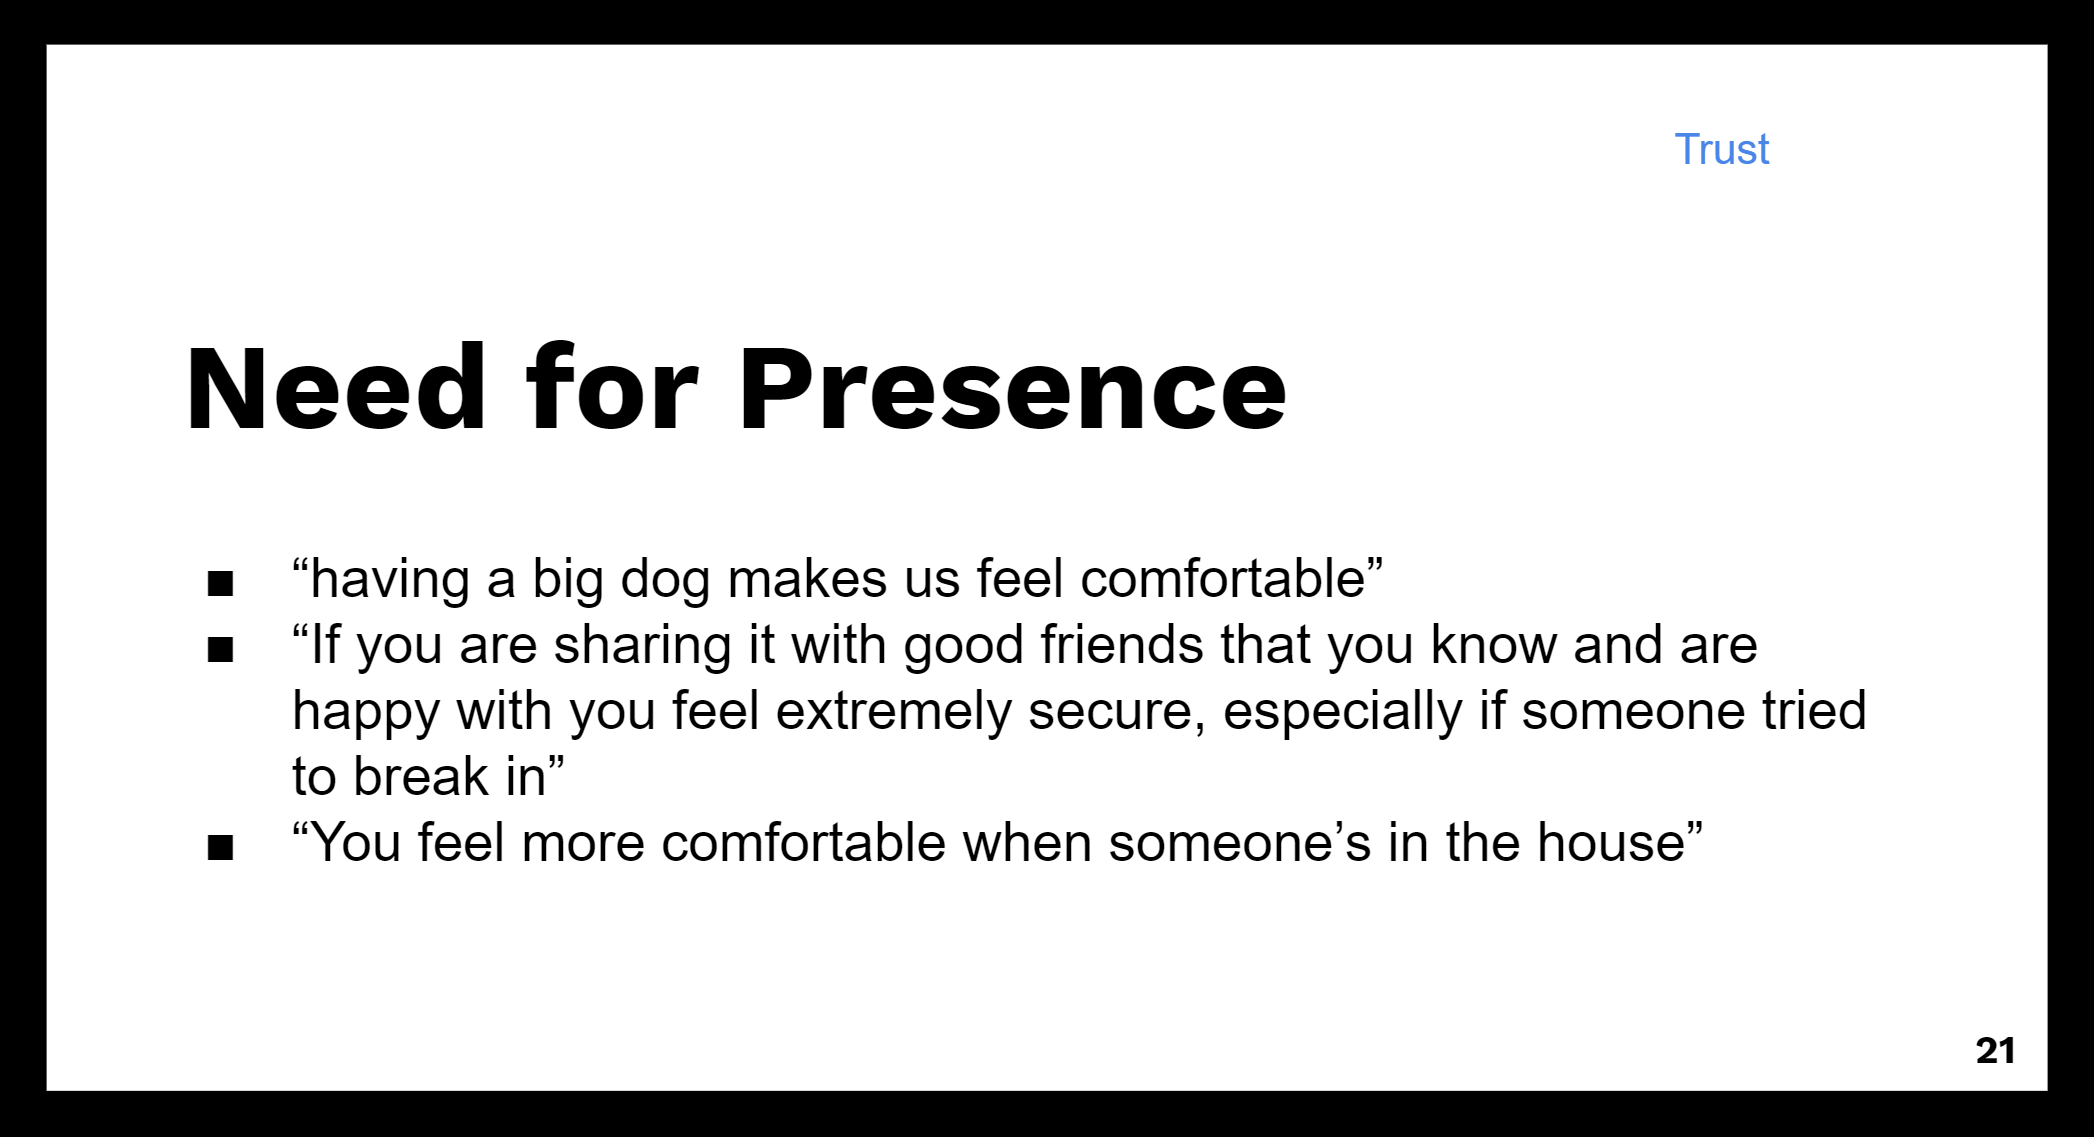 Trust
Need for Presence
■ “having a big dog makes us feel comfortable”
■ “If you are sharing it with good friends that you know and are
happy with you feel extremely secure, especially if someone tried
to break in”
■ “You feel more comfortable when someone’s in the house”
21